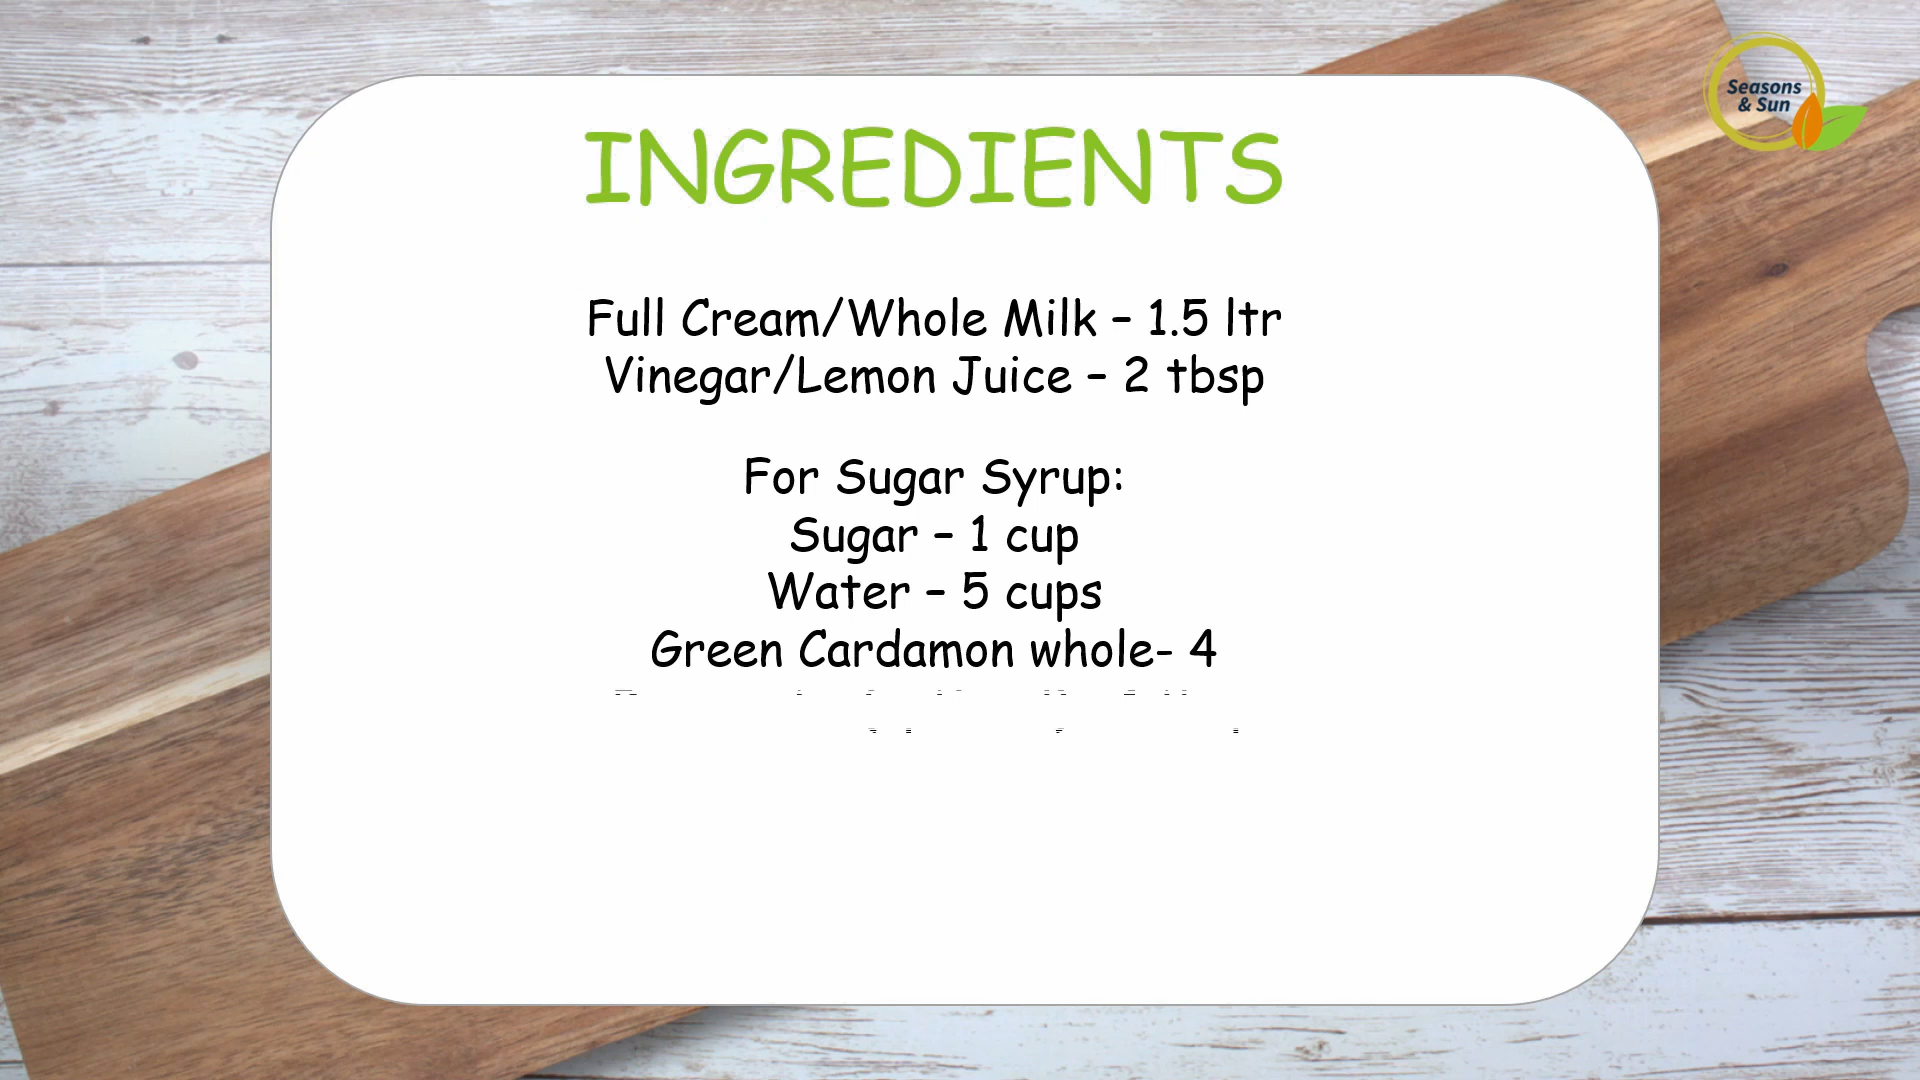 Seasons
& Sun
INGREDIENTS
Full Cream/Whole Milk – 1.5 ltr
Vinegar/Lemon Juice – 2 tbsp
For Sugar Syrup:
Sugar – 1 cup
Water – 5 cups
Green Cardamon whole- 4